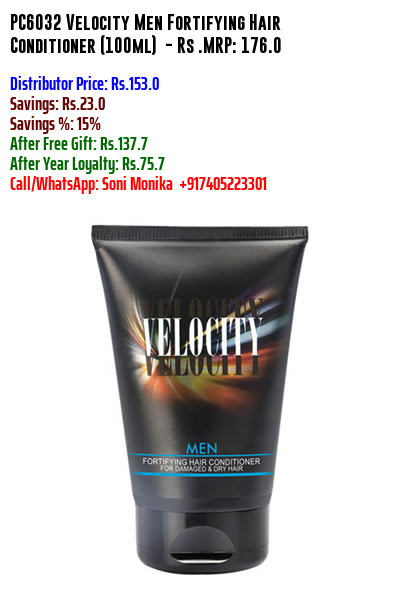 PC6032 Velocity Men Fortifying Hair
Conditioner (100ml) - Rs .MRP: 176.0
Distributor Price: Rs.153.0
Savings: Rs.23.0
Savings %: 15%
After Free Gift: Rs.137.7
After Year Loyalty: Rs.75.7
Call/WhatsApp: Soni Monika +917405223301
VELOCITY
VELOCITY
VELOCITY
MEN
FORTIFYING HAIR CONDITIONER
FOR DAMAGED & DRY HAIR